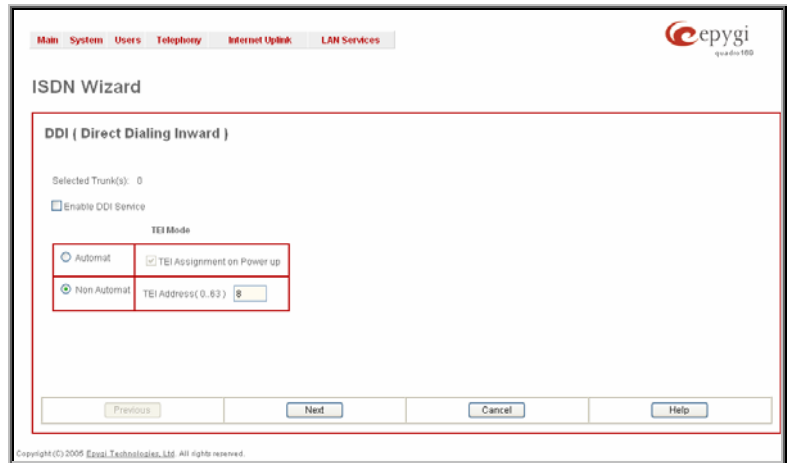 epygi
quadro160
Main System Users Telephony Internet Uplink LAN Services
ISDN Wizard
DDI ( Direct Dialing Inward )
Selected Trunk(s): 0
Enable DDI Service
TEI Mode
Automat TEI Assignment on Power up
Non Automat TEI Address( 0..63 ) 8
Previous Next Cancel Help
Copyright (C) 2005 Epygi Technologies, Ltd. All rights reserved.